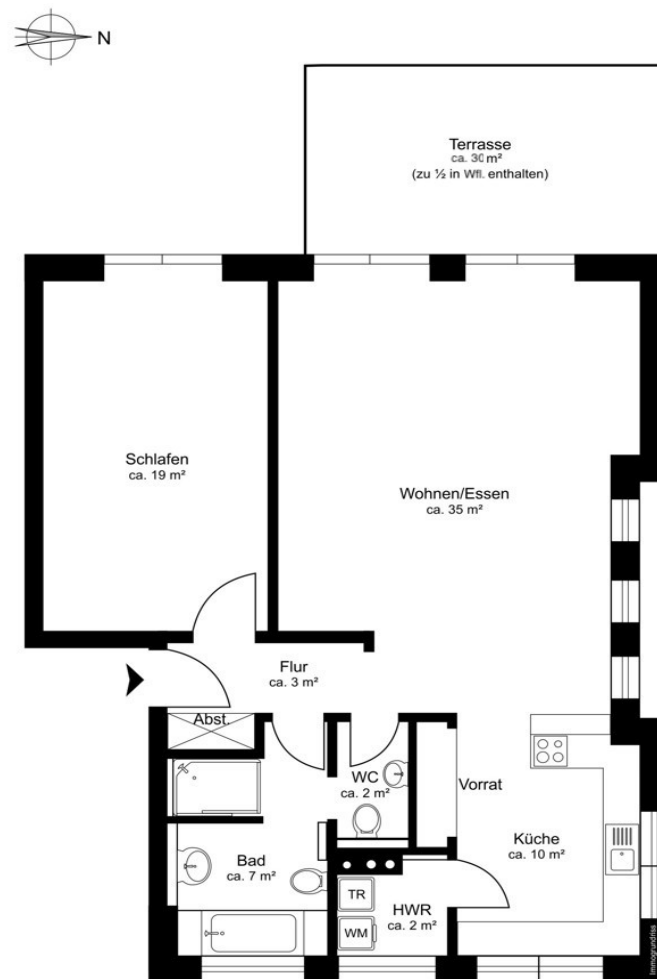 N
Terrasse
ca. 30 m²
(zu ½ in Wfl. enthalten)
Schlafen
ca. 19 m²
Wohnen/Essen
ca. 35 m²
Flur
ca. 3 m²
Abst.
WC
ca. 2 m²
Vorrat
Küche
ca. 10 m²
Bad
ca. 7 m²
TR
HWR
ca. 2 m²
WM
immogrundriss